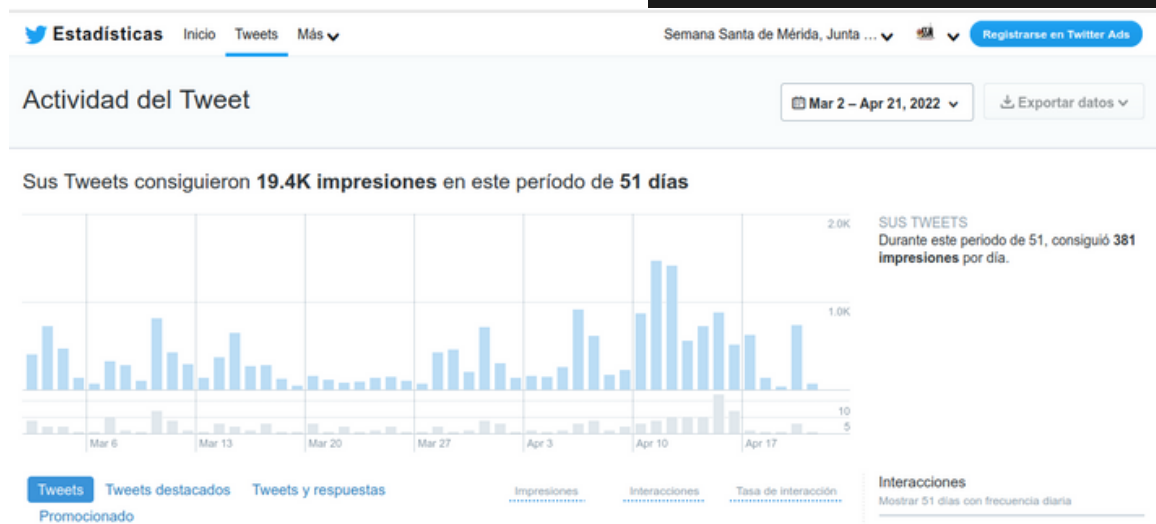 Estadísticas Inicio Tweets Más Semana Santa de Mérida, Junta ... Registrarse en Twitter Ads
Actividad del Tweet Mar 2 – Apr 21, 2022 Exportar datos
Sus Tweets consiguieron 19.4K impresiones en este período de 51 días
2.0K
1.0K
SUS TWEETS
Durante este periodo de 51, consiguió 381
impresiones por día.
10
5
Mar 6 Mar 13 Mar 20 Mar 27 Apr 3 Apr 10 Apr 17
Tweets Tweets destacados Tweets y respuestas Impresiones Interacciones Tasa de interacción
Promocionado
Interacciones
Mostrar 51 días con frecuencia diaria